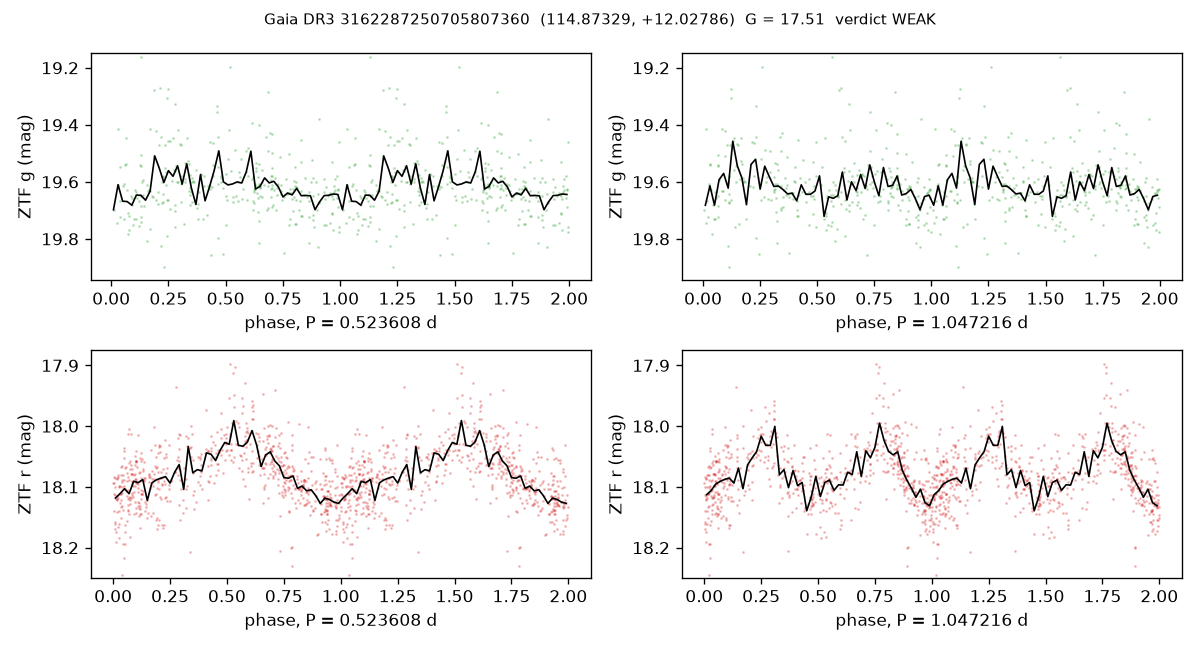 Gaia DR3 3162287250705807360 (114.87329, +12.02786) G = 17.51 verdict WEAK
ZTF g (mag)
19.2
19.4
19.6
19.8
0.00 0.25 0.50 0.75 1.00 1.25 1.50 1.75 2.00
phase, P = 0.523608 d
ZTF g (mag)
19.2
19.4
19.6
19.8
0.00 0.25 0.50 0.75 1.00 1.25 1.50 1.75 2.00
phase, P = 1.047216 d
ZTF r (mag)
17.9
18.0
18.1
18.2
0.00 0.25 0.50 0.75 1.00 1.25 1.50 1.75 2.00
phase, P = 0.523608 d
ZTF r (mag)
17.9
18.0
18.1
18.2
0.00 0.25 0.50 0.75 1.00 1.25 1.50 1.75 2.00
phase, P = 1.047216 d